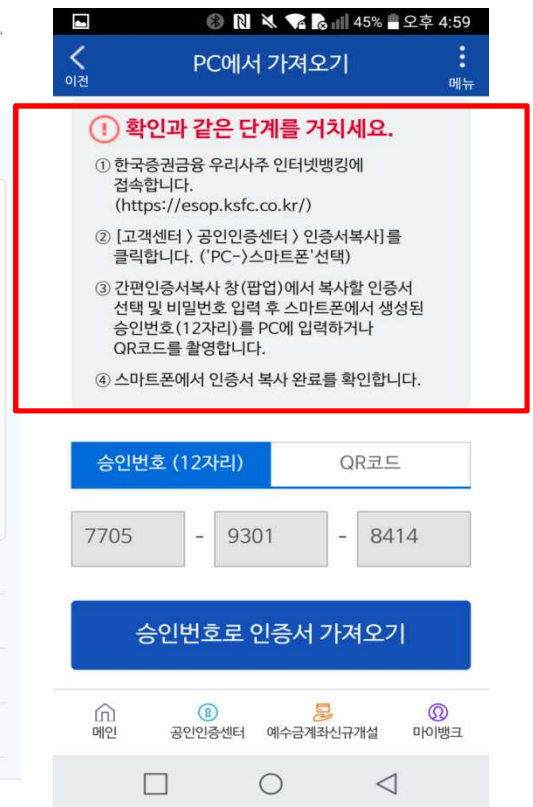 45% 오후 4:59
이전
PC에서 가져오기
메뉴
확인과 같은 단계를 거치세요.
① 한국증권금융 우리사주 인터넷뱅킹에
접속합니다.
(https://esop.ksfc.co.kr/)
② [고객센터 > 공인인증센터 > 인증서복사]를
클릭합니다. ('PC->스마트폰'선택)
③ 간편인증서복사 창(팝업)에서 복사할 인증서
선택 및 비밀번호 입력 후 스마트폰에서 생성된
승인번호(12자리)를 PC에 입력하거나
QR코드를 촬영합니다.
④ 스마트폰에서 인증서 복사 완료를 확인합니다.
승인번호 (12자리) QR코드
7705 - 9301 - 8414
승인번호로 인증서 가져오기
메인 공인인증센터 예수금계좌신규개설 마이뱅크